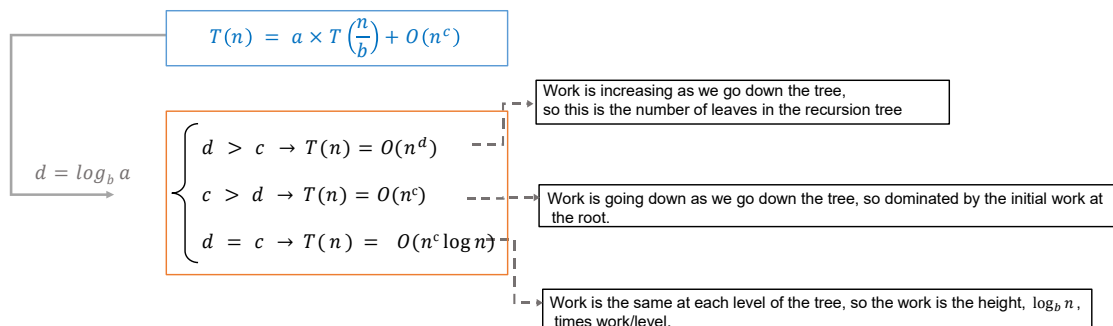 T(n) = a × T(n/b) + O(n^c)
Work is increasing as we go down the tree,
so this is the number of leaves in the recursion tree
d > c → T(n) = O(n^d)
d = log_b a
c > d → T(n) = O(n^c)
Work is going down as we go down the tree, so dominated by the initial work at
the root.
d = c → T(n) = O(n^c log n)
Work is the same at each level of the tree, so the work is the height, log_b n ,
times work/level.